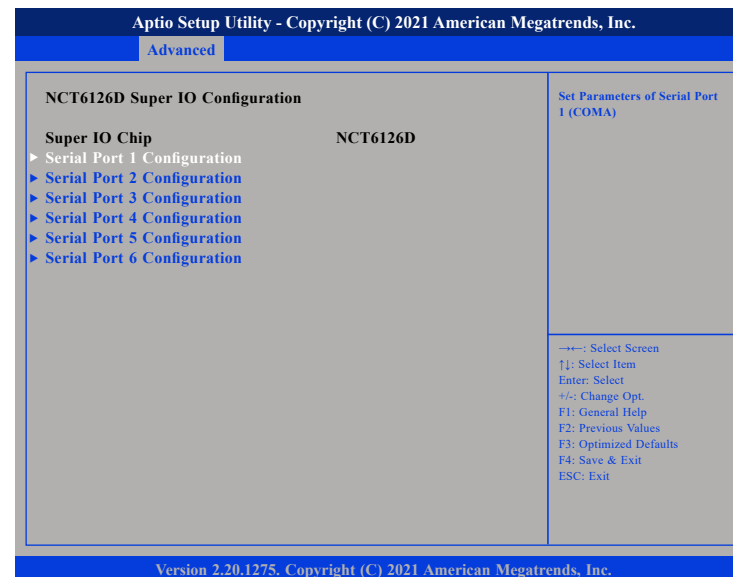 Aptio Setup Utility - Copyright (C) 2021 American Megatrends, Inc.
Advanced
NCT6126D Super IO Configuration
Super IO Chip NCT6126D
▶ Serial Port 1 Configuration
▶ Serial Port 2 Configuration
▶ Serial Port 3 Configuration
▶ Serial Port 4 Configuration
▶ Serial Port 5 Configuration
▶ Serial Port 6 Configuration
Set Parameters of Serial Port
1 (COMA)
→←: Select Screen
↑↓: Select Item
Enter: Select
+/-: Change Opt.
F1: General Help
F2: Previous Values
F3: Optimized Defaults
F4: Save & Exit
ESC: Exit
Version 2.20.1275. Copyright (C) 2021 American Megatrends, Inc.